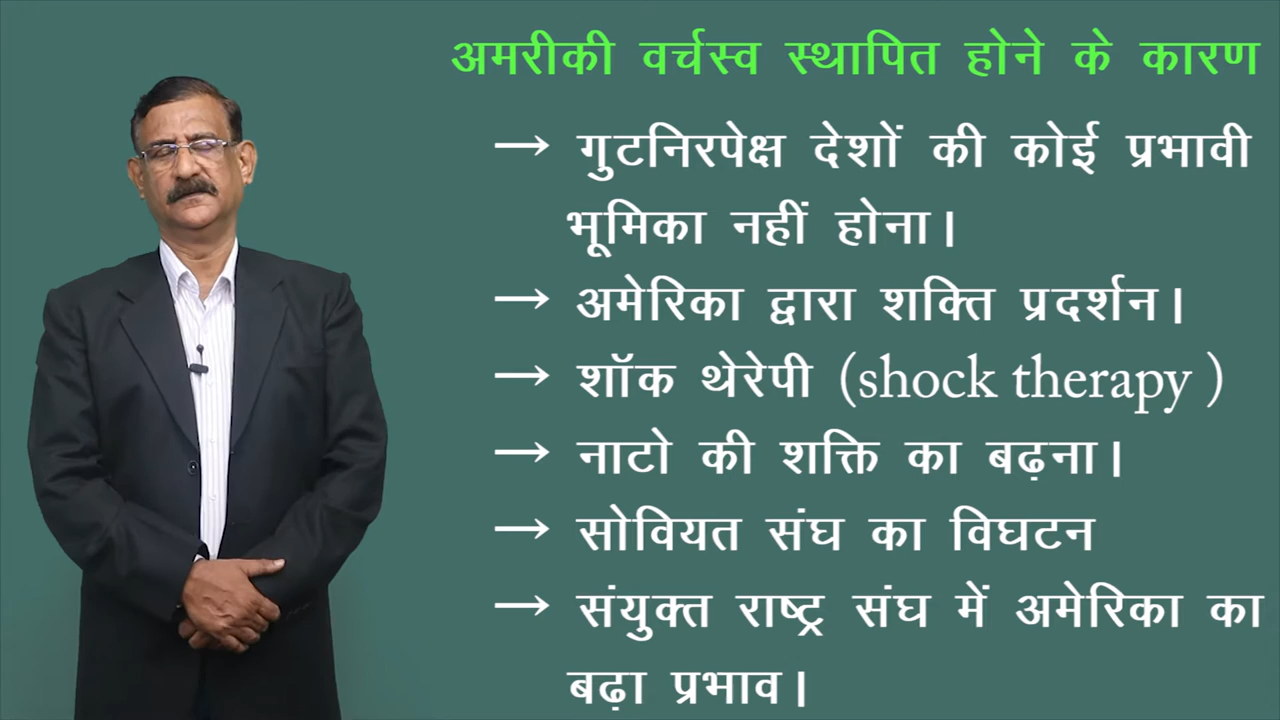 अमरीकी वर्चस्व स्थापित होने के कारण
→ गुटनिरपेक्ष देशों की कोई प्रभावी
भूमिका नहीं होना।
→ अमेरिका द्वारा शक्ति प्रदर्शन।
→ शॉक थेरेपी (shock therapy )
→ नाटो की शक्ति का बढ़ना।
→ सोवियत संघ का विघटन
→ संयुक्त राष्ट्र संघ में अमेरिका का
बढ़ा प्रभाव।